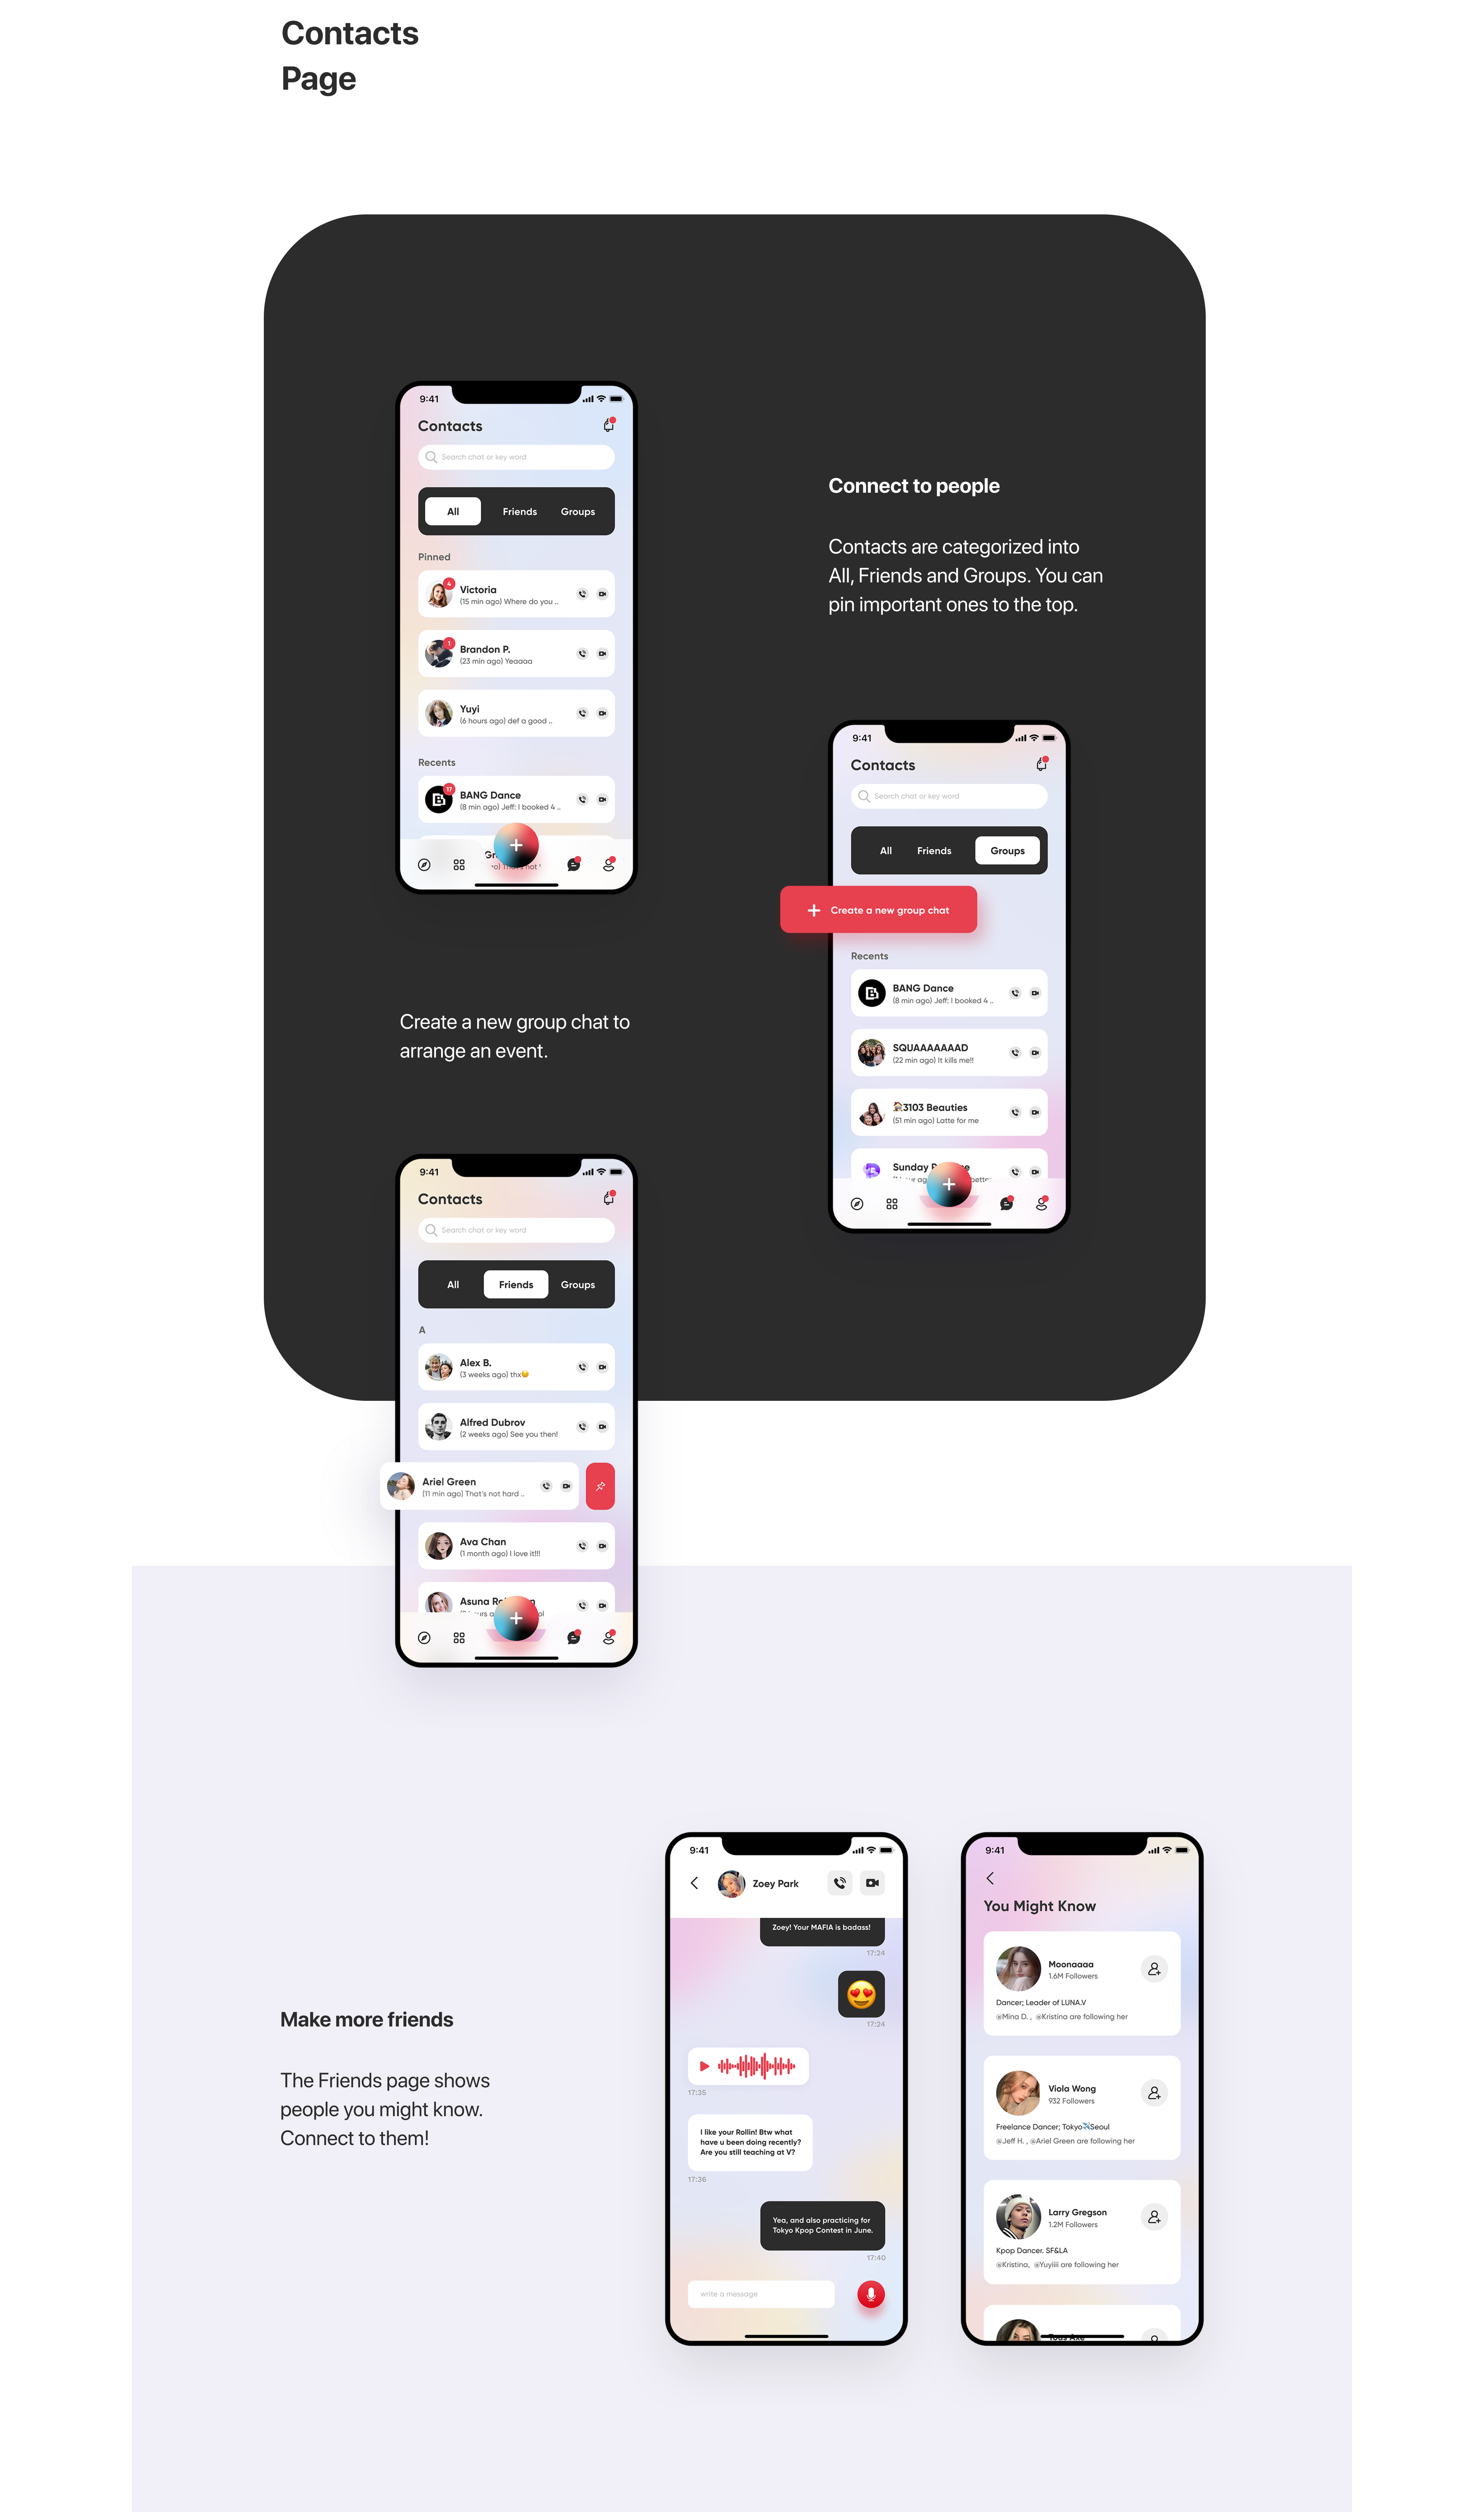 Contacts
Page
9:41
Contacts
Search chat or key word
All Friends Groups
Pinned
4
Victoria
(15 min ago) Where do you ..
1
Brandon P.
(23 min ago) Yeaaaa
Yuyi
(6 hours ago) def a good ..
Recents
17
BANG Dance
(8 min ago) Jeff: I booked 4 ..
Connect to people
Contacts are categorized into
All, Friends and Groups. You can
pin important ones to the top.
9:41
Contacts
Search chat or key word
All Friends Groups
Create a new group chat
Recents
BANG Dance
(8 min ago) Jeff: I booked 4 ..
SQUAAAAAAAD
(22 min ago) It kills me!!
🏠3103 Beauties
(51 min ago) Latte for me
Sunday
Create a new group chat to
arrange an event.
9:41
Contacts
Search chat or key word
All Friends Groups
A
Alex B.
(3 weeks ago) thx
Alfred Dubrov
(2 weeks ago) See you then!
Ariel Green
(11 min ago) That's not hard ..
Ava Chan
(1 month ago) I love it!!!
Asuna
Make more friends
The Friends page shows
people you might know.
Connect to them!
9:41
Zoey Park
Zoey! Your MAFIA is badass!
17:24
17:24
17:35
I like your Rollin! Btw what
have u been doing recently?
Are you still teaching at V?
17:36
Yea, and also practicing for
Tokyo Kpop Contest in June.
17:40
write a message
9:41
You Might Know
Moonaaaa
1.6M Followers
Dancer; Leader of LUNA.V
@Mina D. , @Kristina are following her
Viola Wong
932 Followers
Freelance Dancer; Tokyo✈️Seoul
@Jeff H. , @Ariel Green are following her
Larry Gregson
1.2M Followers
Kpop Dancer. SF&LA
@Kristina, @Yuyiiii are following her